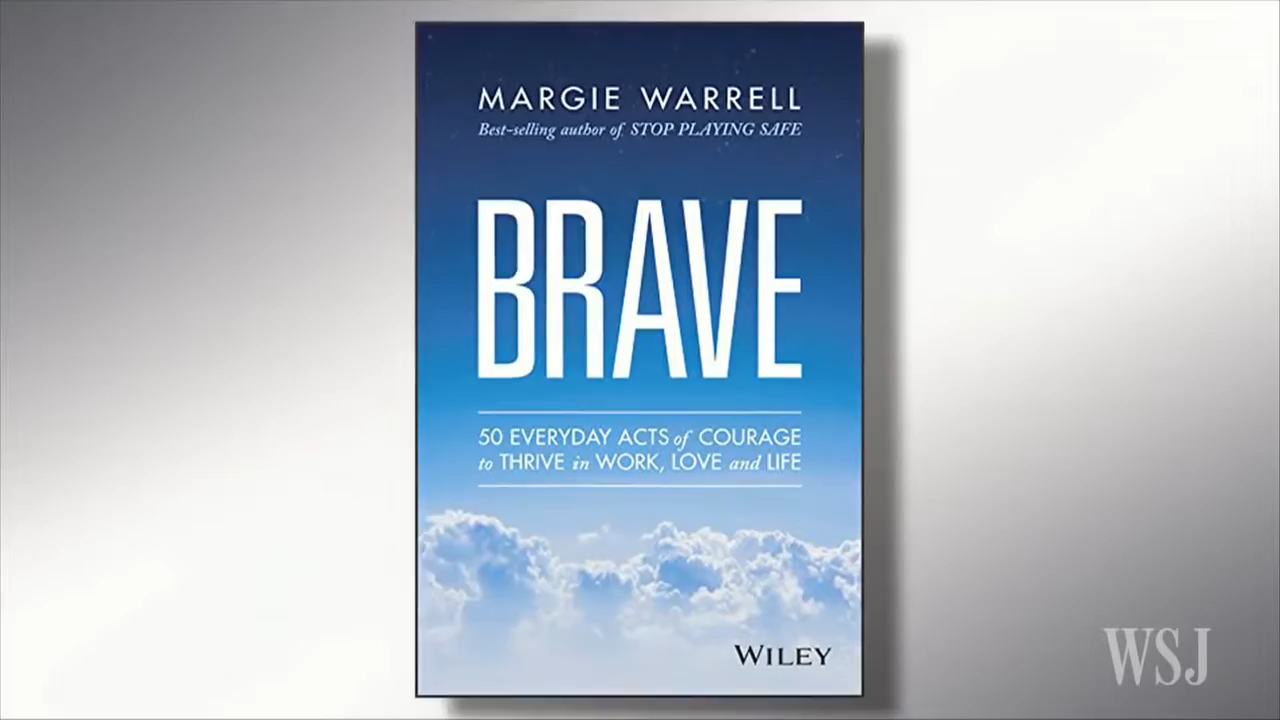 MARGIE WARRELL
Best-selling author of STOP PLAYING SAFE
BRAVE
50 EVERYDAY ACTS of COURAGE
to THRIVE in WORK, LOVE and LIFE
WILEY
WSJ